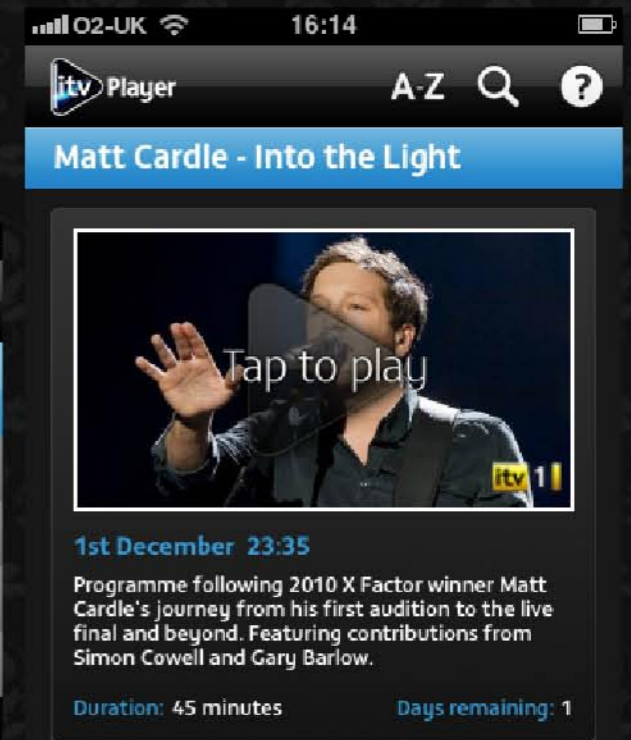 O2-UK 16:14
itv Player A-Z ?
Matt Cardle - Into the Light
Tap to play
itv 1
1st December 23:35
Programme following 2010 X Factor winner Matt
Cardle's journey from his first audition to the live
final and beyond. Featuring contributions from
Simon Cowell and Gary Barlow.
Duration: 45 minutes Days remaining: 1